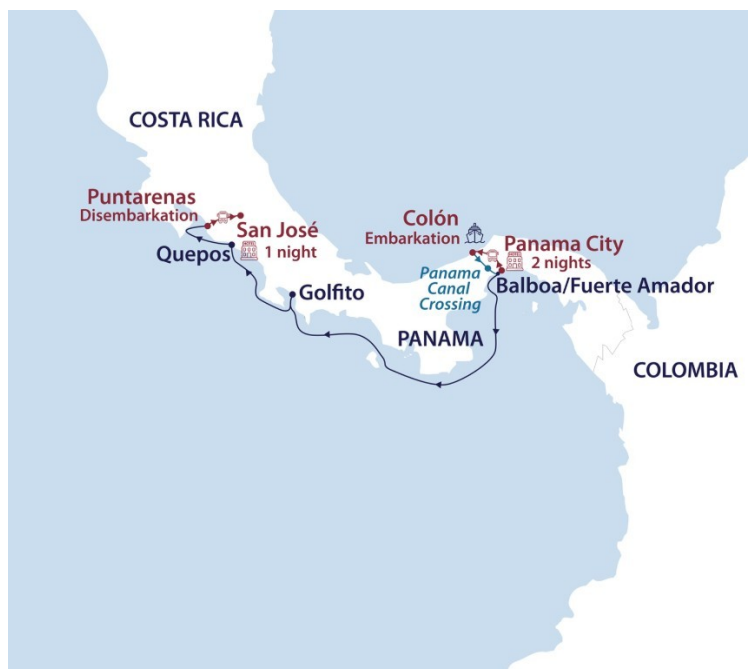 COSTA RICA
Puntarenas
Disembarkation
San José
1 night
Quepos
Golfito
Colón
Embarkation
Panama City
2 nights
Panama
Canal
Crossing
Balboa/Fuerte Amador
PANAMA
COLOMBIA